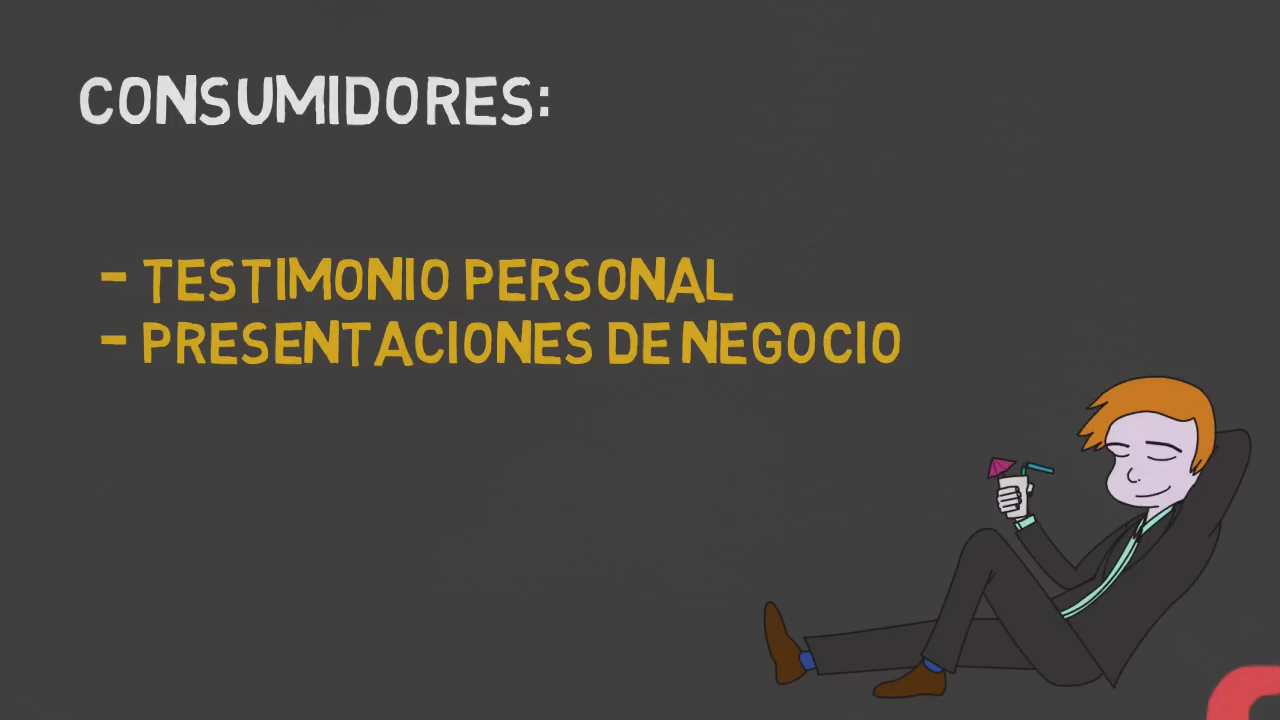 CONSUMIDORES:
- TESTIMONIO PERSONAL
- PRESENTACIONES DE NEGOCIO